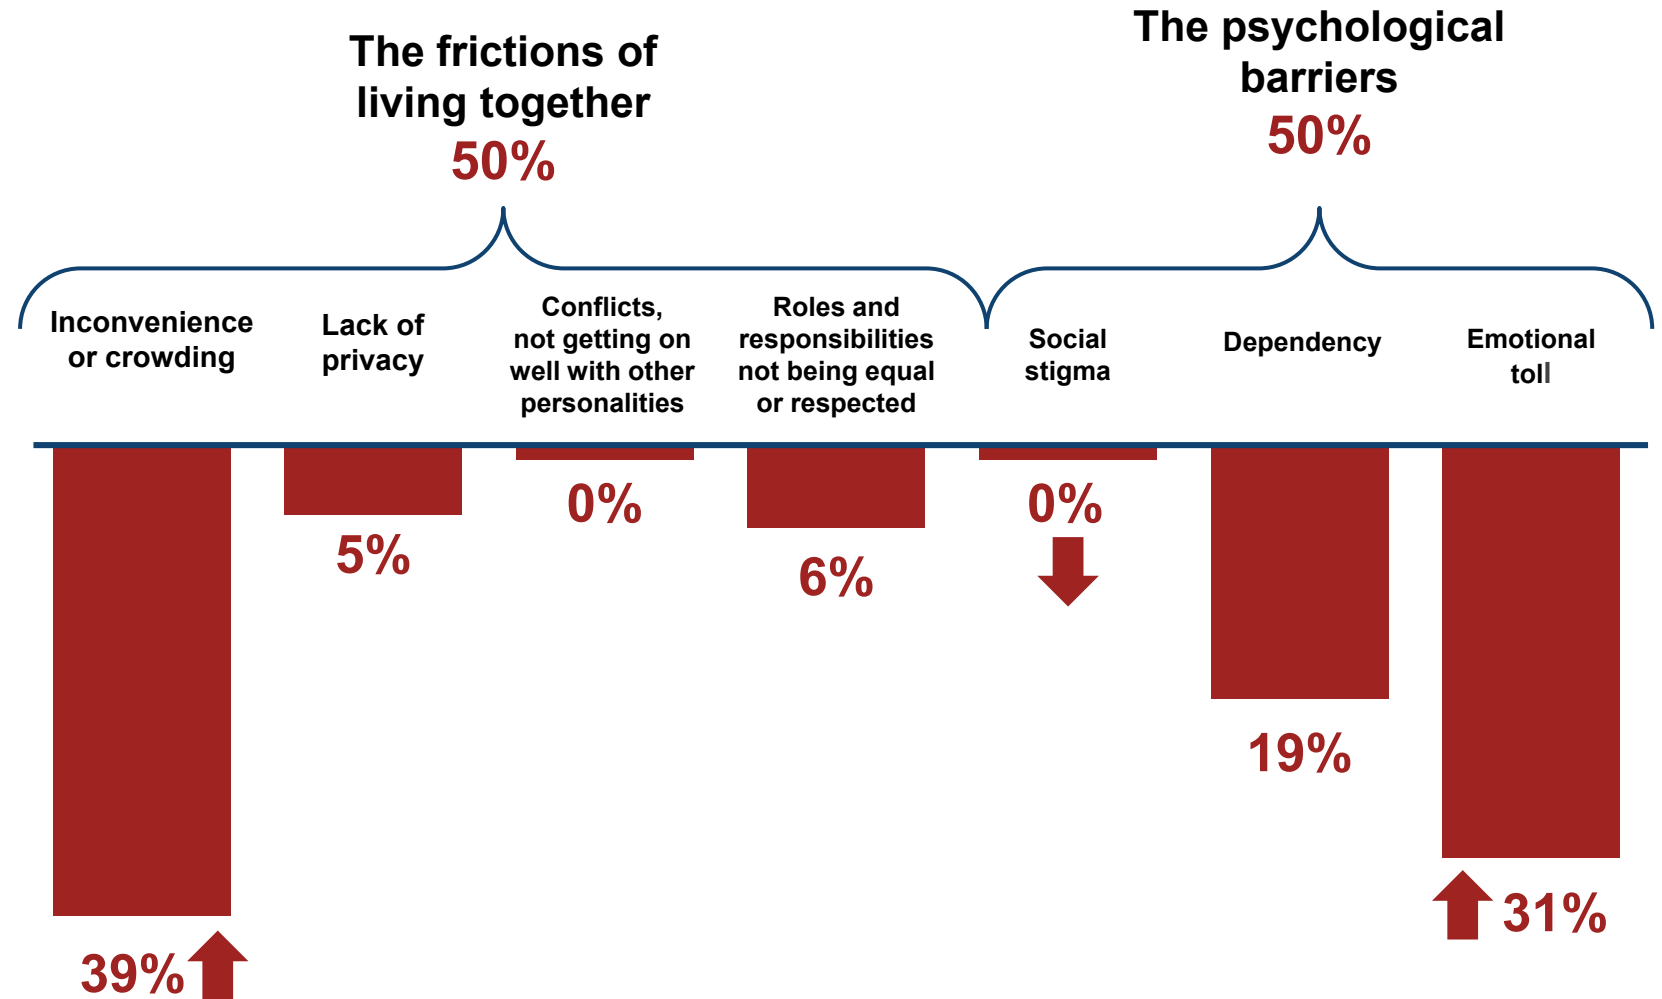 The frictions of
living together
50%
The psychological
barriers
50%
Inconvenience
or crowding
Lack of
privacy
Conflicts,
not getting on
well with other
personalities
Roles and
responsibilities
not being equal
or respected
Social
stigma
Dependency
Emotional
toll
39%
5%
0%
6%
0%
19%
31%